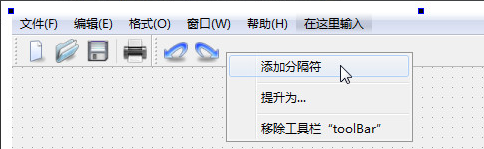 文件(F) 编辑(E) 格式(O) 窗口(W) 帮助(H) 在这里输入
添加分隔符
提升为...
移除工具栏“toolBar”